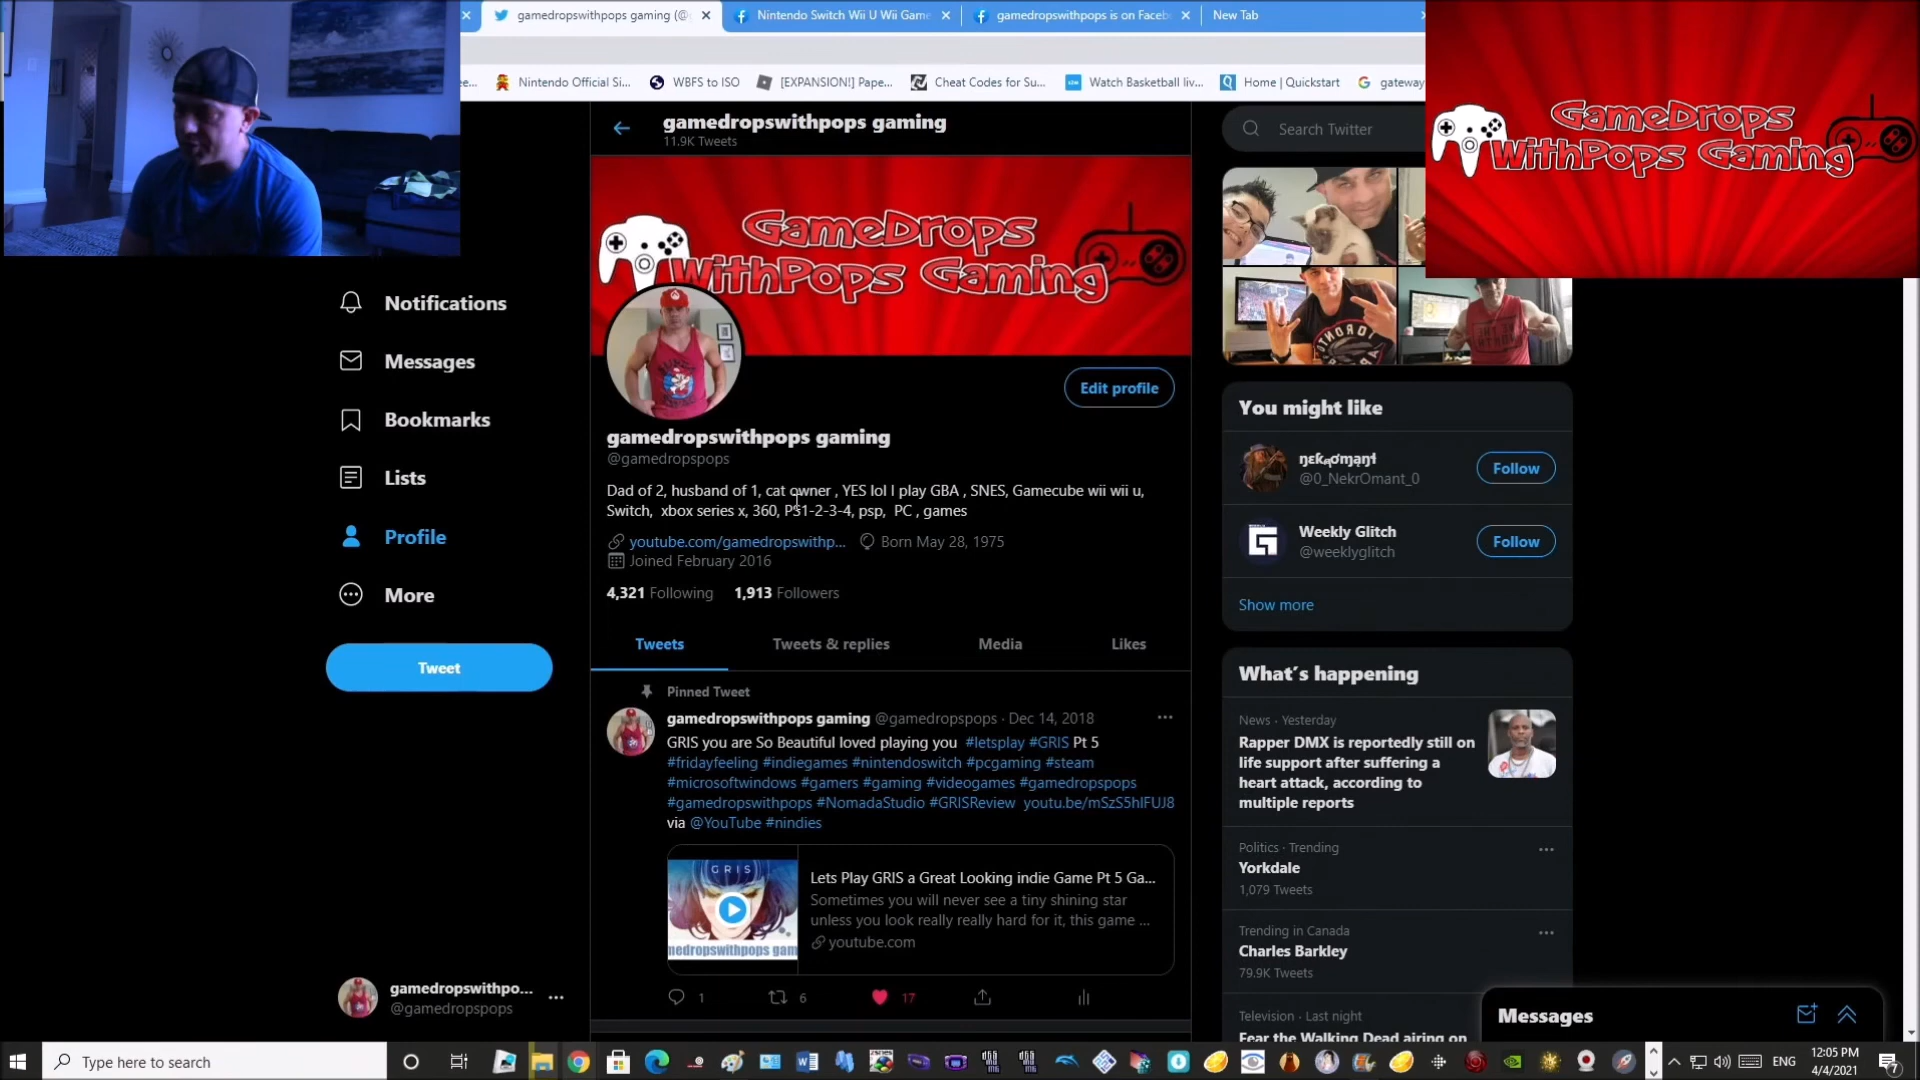 gamedropswithpops gaming (@
Nintendo Switch Wii U Wii Game
gamedropswithpops is on Faceb
New Tab
Nintendo Official Si...
WBFS to ISO
[EXPANSION!] Pape...
Cheat Codes for Su...
Watch Basketball liv...
Home | Quickstart
gateway
GameDrops
WithPops Gaming
gamedropswithpops gaming
11.9K Tweets
Search Twitter
GameDrops
WithPops Gaming
Notifications
Messages
Bookmarks
Lists
Profile
More
Tweet
Edit profile
gamedropswithpops gaming
@gamedropspops
Dad of 2, husband of 1, cat owner , YES lol I play GBA , SNES, Gamecube wii wii u,
Switch, xbox series x, 360, PS1-2-3-4, psp, PC , games
youtube.com/gamedropswithp...
Born May 28, 1975
Joined February 2016
4,321 Following 1,913 Followers
Tweets
Tweets & replies
Media
Likes
Pinned Tweet
gamedropswithpops gaming @gamedropspops · Dec 14, 2018
GRIS you are So Beautiful loved playing you #letsplay #GRIS Pt 5
#fridayfeeling #indiegames #nintendoswitch #pcgaming #steam
#microsoftwindows #gamers #gaming #videogames #gamedropspops
#gamedropswithpops #NomadaStudio #GRISReview youtu.be/mSzS5hIFUJ8
via @YouTube #nindies
GRIS
medropswithpops gam
Lets Play GRIS a Great Looking indie Game Pt 5 Ga...
Sometimes you will never see a tiny shining star
unless you look really really hard for it, this game ...
youtube.com
1
6
17
You might like
@0_NekrOmant_0
Follow
Weekly Glitch
@weeklyglitch
Follow
Show more
What's happening
News · Yesterday
Rapper DMX is reportedly still on
life support after suffering a
heart attack, according to
multiple reports
Politics · Trending
Yorkdale
1,079 Tweets
Trending in Canada
Charles Barkley
79.9K Tweets
Television · Last night
Fear the Walking Dead airing on
Messages
gamedropswithpo...
@gamedropspops
Type here to search
ENG
12:05 PM
4/4/2021
7